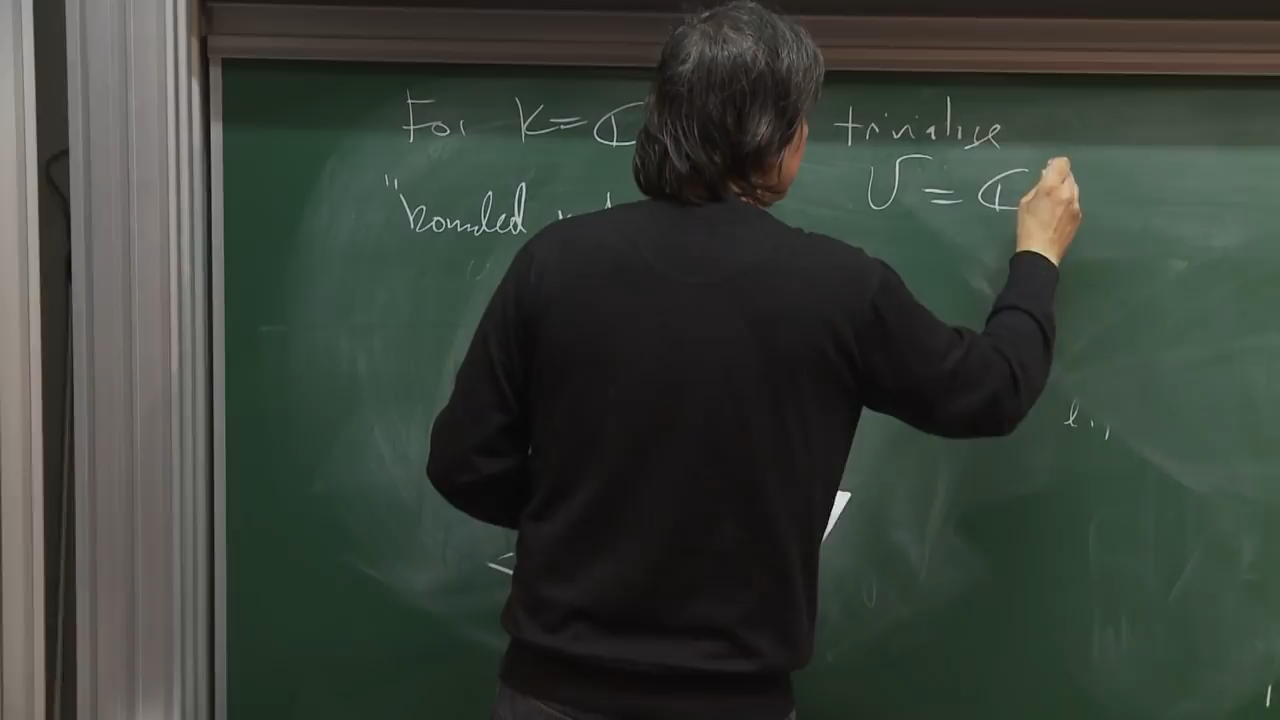 For K = ℂ trivialise
"bounded U = ℂ